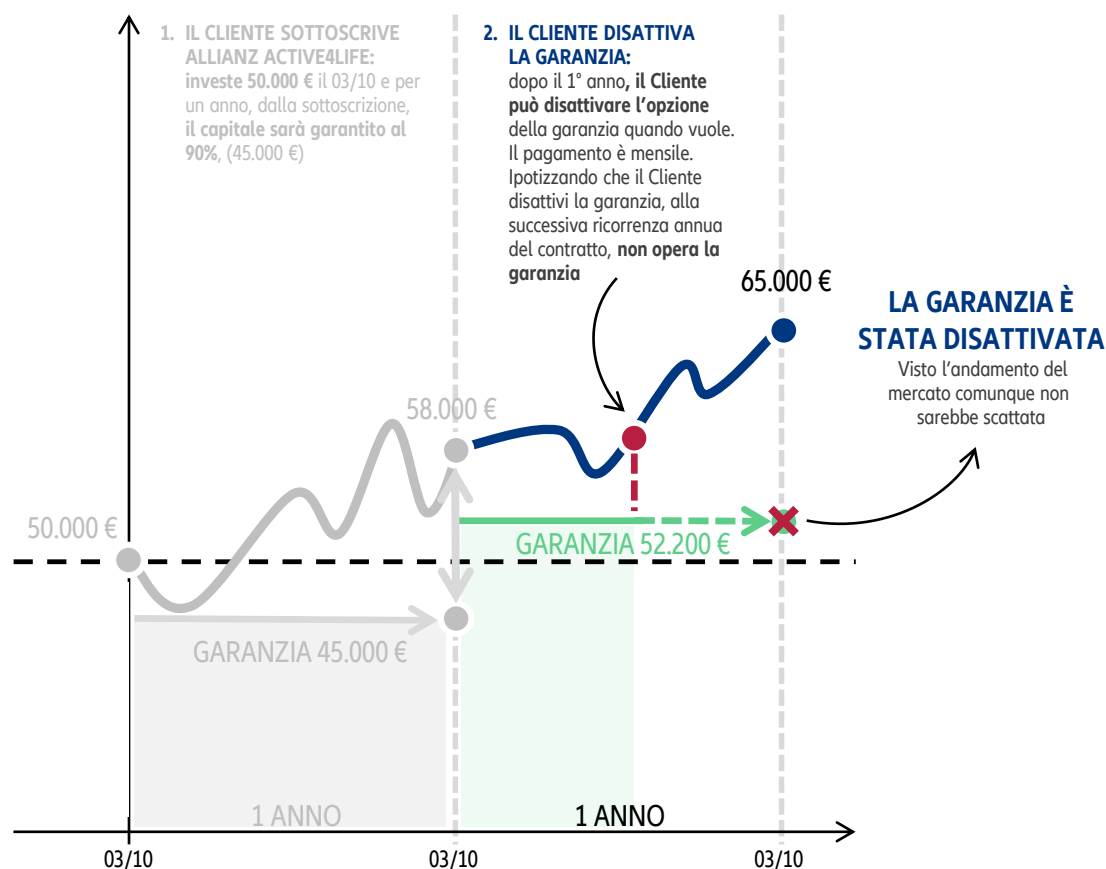 1. IL CLIENTE SOTTOSCRIVE
ALLIANZ ACTIVE4LIFE:
investe 50.000 € il 03/10 e per
un anno, dalla sottoscrizione,
il capitale sarà garantito al
90%, (45.000 €)
2. IL CLIENTE DISATTIVA
LA GARANZIA:
dopo il 1° anno, il Cliente
può disattivare l'opzione
della garanzia quando vuole.
Il pagamento è mensile.
Ipotizzando che il Cliente
disattivi la garanzia, alla
successiva ricorrenza annua
del contratto, non opera la
garanzia
65.000 €
LA GARANZIA È
STATA DISATTIVATA
Visto l'andamento del
mercato comunque non
sarebbe scattata
58.000 €
50.000 €
GARANZIA 52.200 €
GARANZIA 45.000 €
1 ANNO
1 ANNO
03/10
03/10
03/10